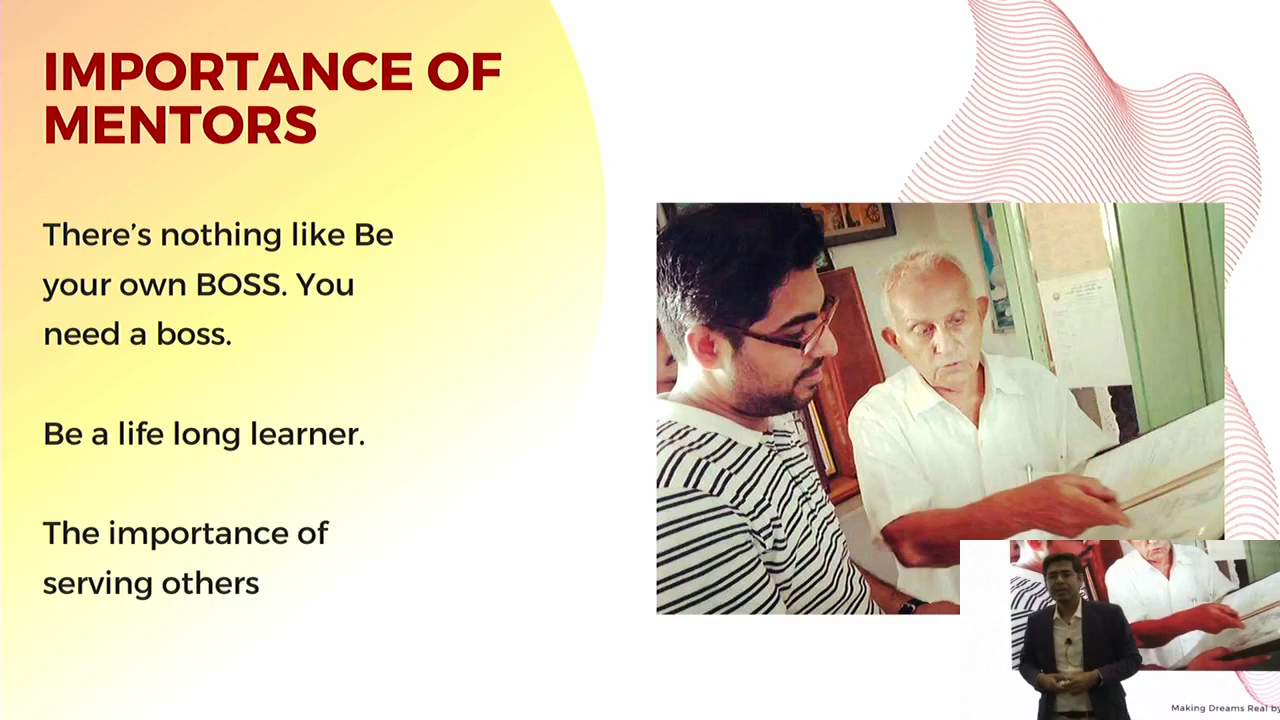 IMPORTANCE OF
MENTORS
There's nothing like Be
your own BOSS. You
need a boss.
Be a life long learner.
The importance of
serving others
Making Dreams Real by